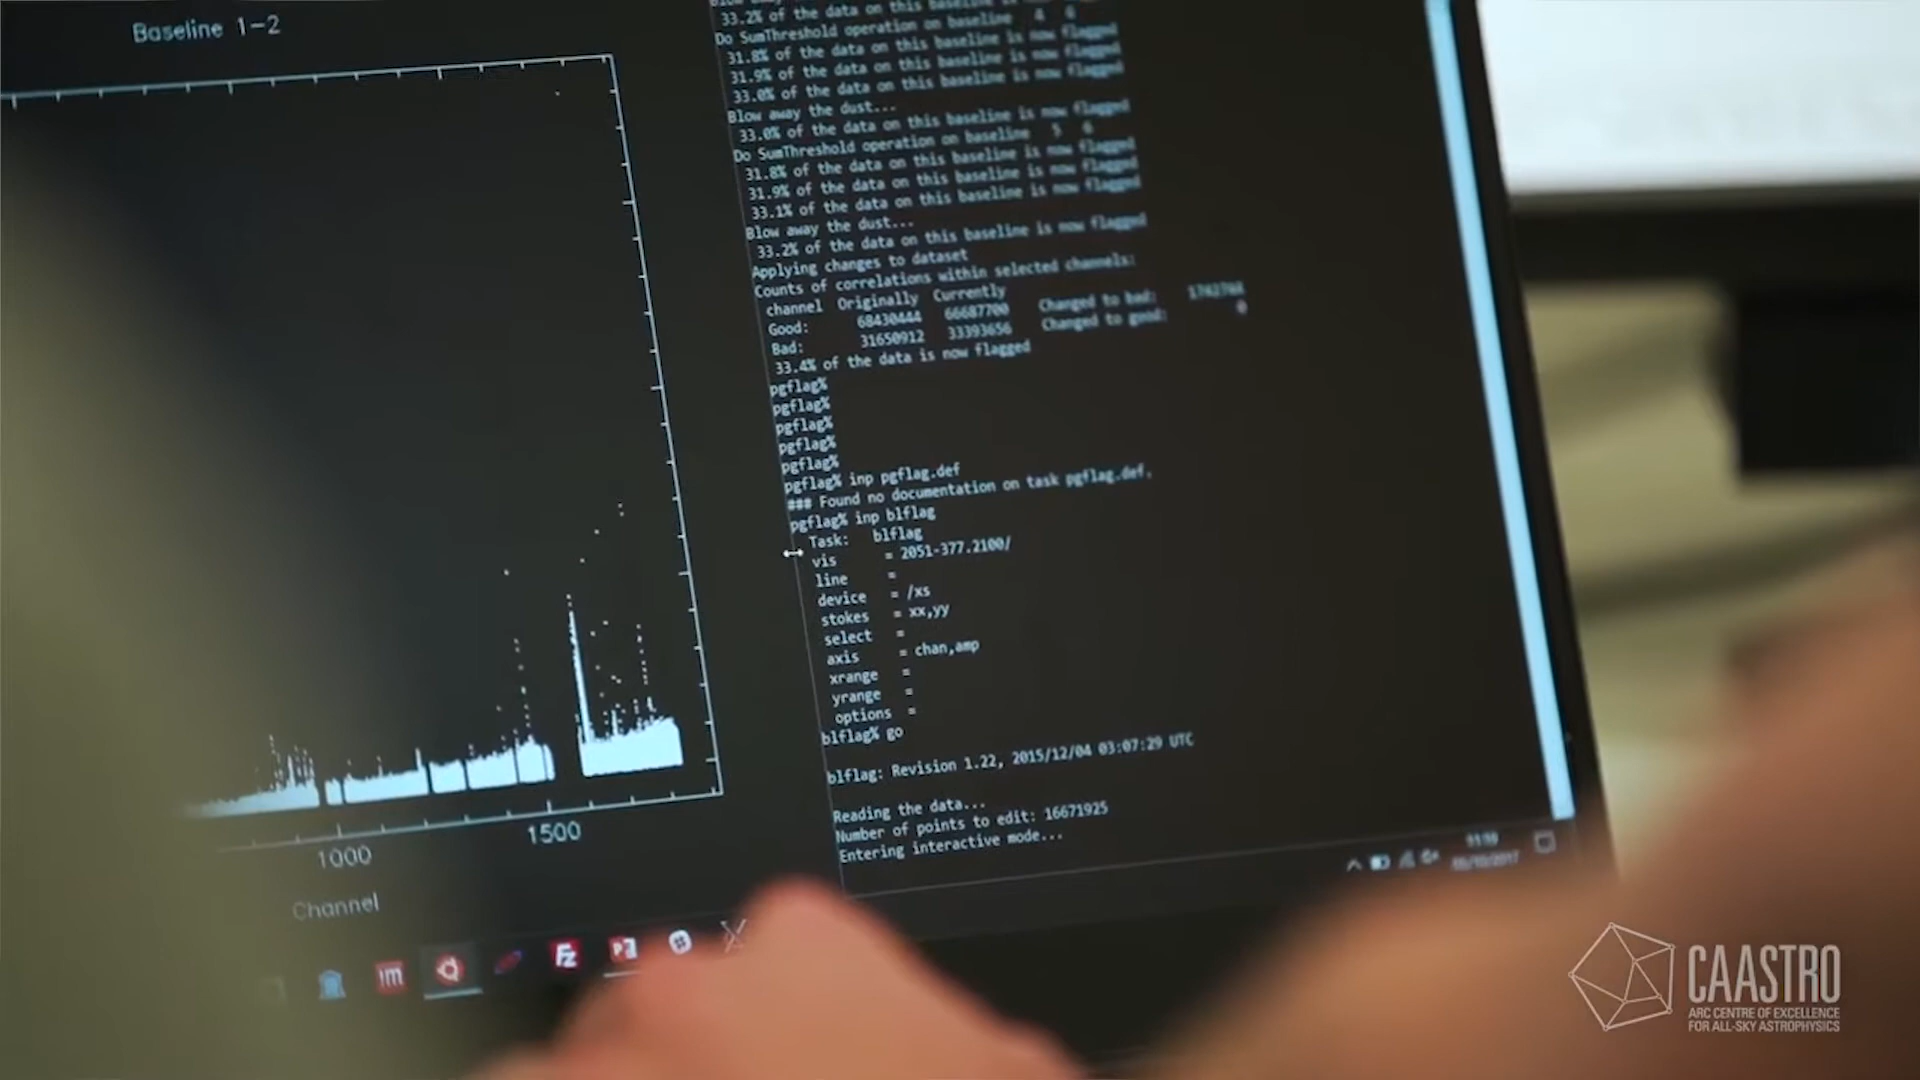 Baseline 1-2
1000
1500
Channel
33.2% of the data on this baseline is
Do SumThreshold operation on baseline 4 6
31.8% of the data on this baseline is now flagged
31.9% of the data on this baseline is now flagged
33.0% of the data on this baseline is now flagged
Blow away the dust...
33.0% of the data on this baseline is now flagged
Do SumThreshold operation on baseline 5 6
31.8% of the data on this baseline is now flagged
31.9% of the data on this baseline is now flagged
33.1% of the data on this baseline is now flagged
Blow away the dust...
33.2% of the data on this baseline is now flagged
Applying changes to dataset
Counts of correlations within selected channels:
channel Originally Currently
Good: 68430444 66687700 Changed to bad: 1742744
Bad: 31650912 33393656 Changed to good: 0
33.4% of the data is now flagged
pgflag%
pgflag%
pgflag%
pgflag%
pgflag%
pgflag% inp pgflag.def
### Found no documentation on task pgflag.def.
pgflag% inp blflag
Task: blflag
vis = 2051-377.2100/
line =
device = /xs
stokes = xx,yy
select =
axis = chan,amp
xrange =
yrange =
options =
blflag% go
blflag: Revision 1.22, 2015/12/04 03:07:29 UTC
Reading the data...
Number of points to edit: 16671925
Entering interactive mode...
Fz
CAASTRO
ARC CENTRE OF EXCELLENCE
FOR ALL-SKY ASTROPHYSICS